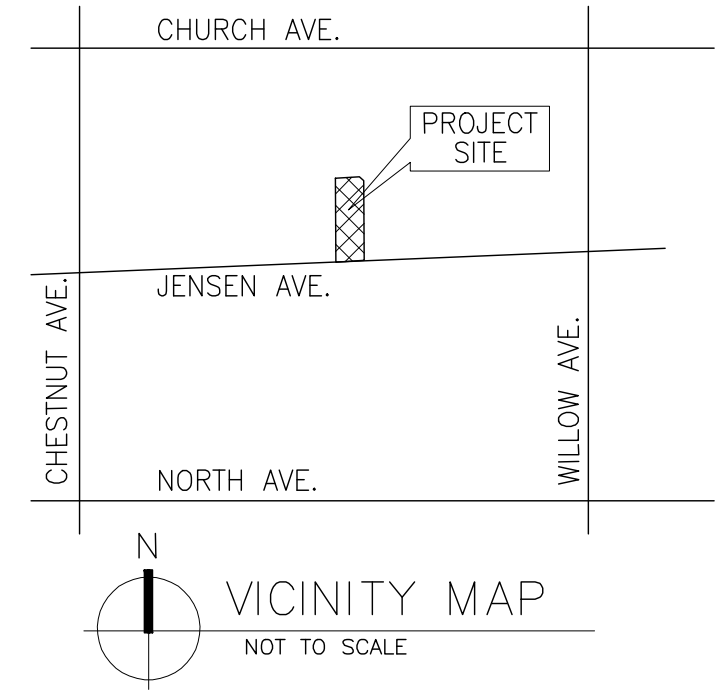 CHURCH AVE.
PROJECT
SITE
JENSEN AVE.
CHESTNUT AVE.
WILLOW AVE.
NORTH AVE.
N
VICINITY MAP
NOT TO SCALE